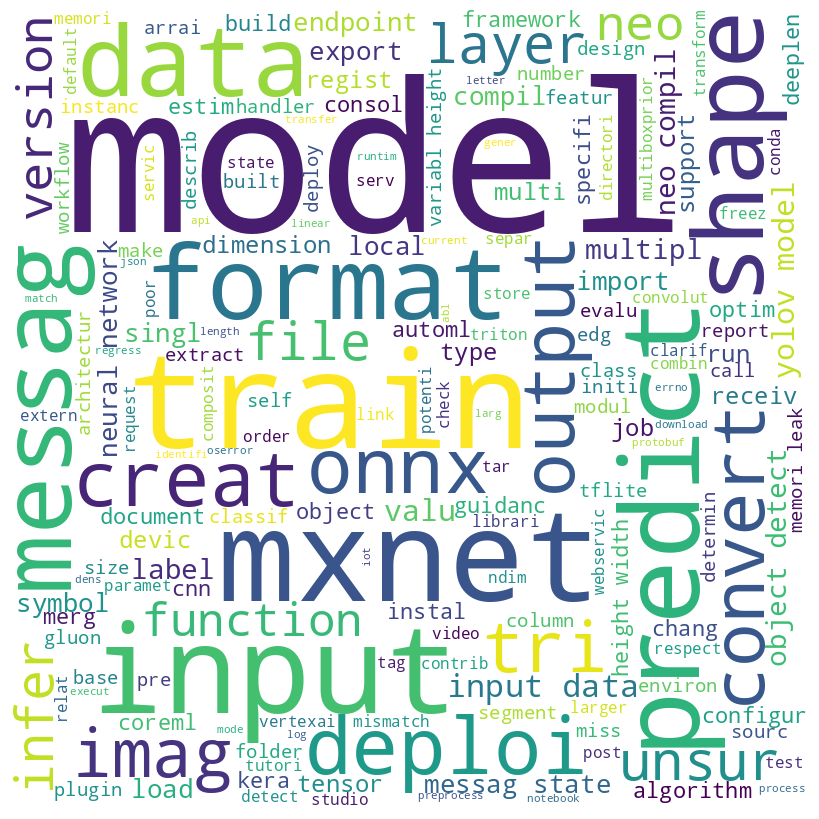 memori
arrai
build
endpoint
framework
neo
default
data
export
layer
design
transform
deeplen
version
instanc
regist
letter
number
shape
estim
handler
consol
compil
featur
transfer
model
workflow
servic
describ
state
built
deploy
runtim
serv
variabl height
gener
multi
specifi
directori
multiboxprior
neo compil
support
conda
freez
api
linear
current
separ
dimension
local
multipl
messag
json
make
poor
format
output
import
yolov model
match
store
convolut
optim
singl
file
length
automl
triton
evalu
edg
report
regress
architectur
extract
type
abl
clarif
run
neural network
composit
train
class
combin
call
extern
request
self
link
potenti
check
larg
initi
errno
predict
receiv
order
modul
job
download
convert
identifi
oserror
creat
onnx
tar
protobuf
object detect
memori leak
document
classif
object
valu
guidanc
tflite
librari
determin
devic
mxnet
webservic
dens
size
label
iot
ndim
height width
symbol
paramet
cnn
merg
function
instal
column
chang
gluon
video
tri
respect
infer
relat
base
pre
input
tag
contrib
input data
environ
execut
coreml
segment
larger
configur
mode
vertexai
mismatch
miss
sourc
imag
log
deploi
folder
post
unsur
test
tutori
plugin
load
kera
tensor
messag state
algorithm
process
detect
studio
preprocess
notebook